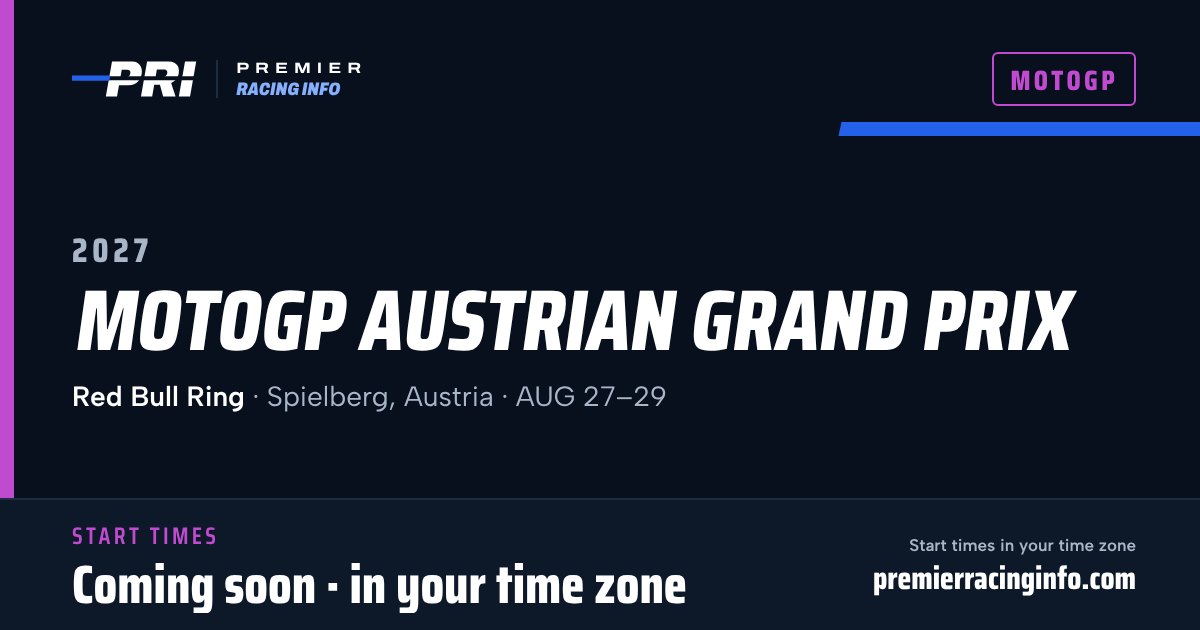 PRI
PREMIER
RACING INFO
MOTOGP
2027
MOTOGP AUSTRIAN GRAND PRIX
Red Bull Ring · Spielberg, Austria · AUG 27–29
START TIMES
Coming soon · in your time zone
Start times in your time zone
premierracinginfo.com